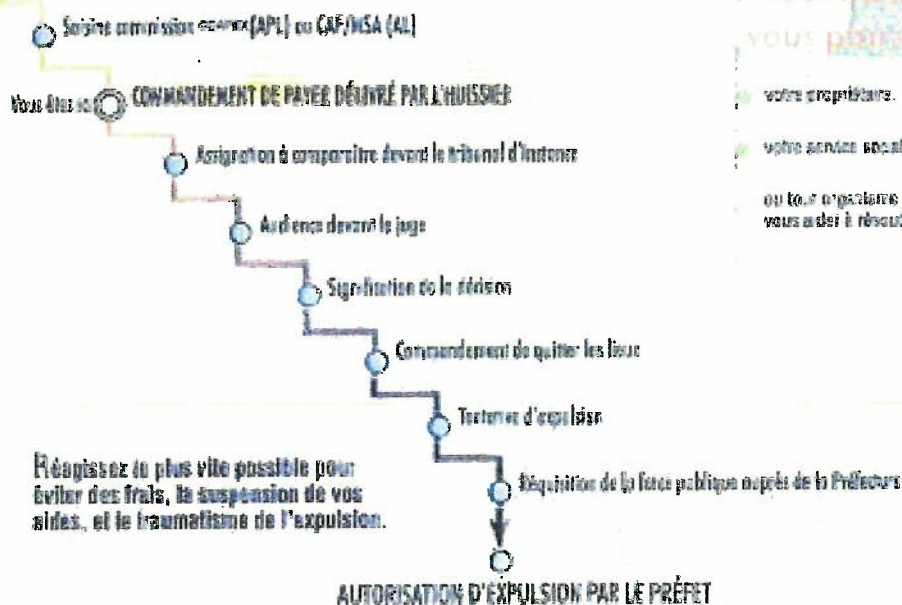 Saisine commission (APL) ou CAF/MSA (AL)
Vous êtes ici COMMANDEMENT DE PAYER DÉLIVRÉ PAR L'HUISSIER
Assignation à comparaître devant le tribunal d'instance
Audience devant le juge
Signification de la décision
Commandement de quitter les lieux
Tentative d'expulsion
Réquisition de la force publique auprès de la Préfecture
AUTORISATION D'EXPULSION PAR LE PRÉFET
Réagissez le plus vite possible pour
éviter des frais, la suspension de vos
aides, et le traumatisme de l'expulsion.
votre propriétaire.
votre service social
ou tout organisme
vous aider à résou